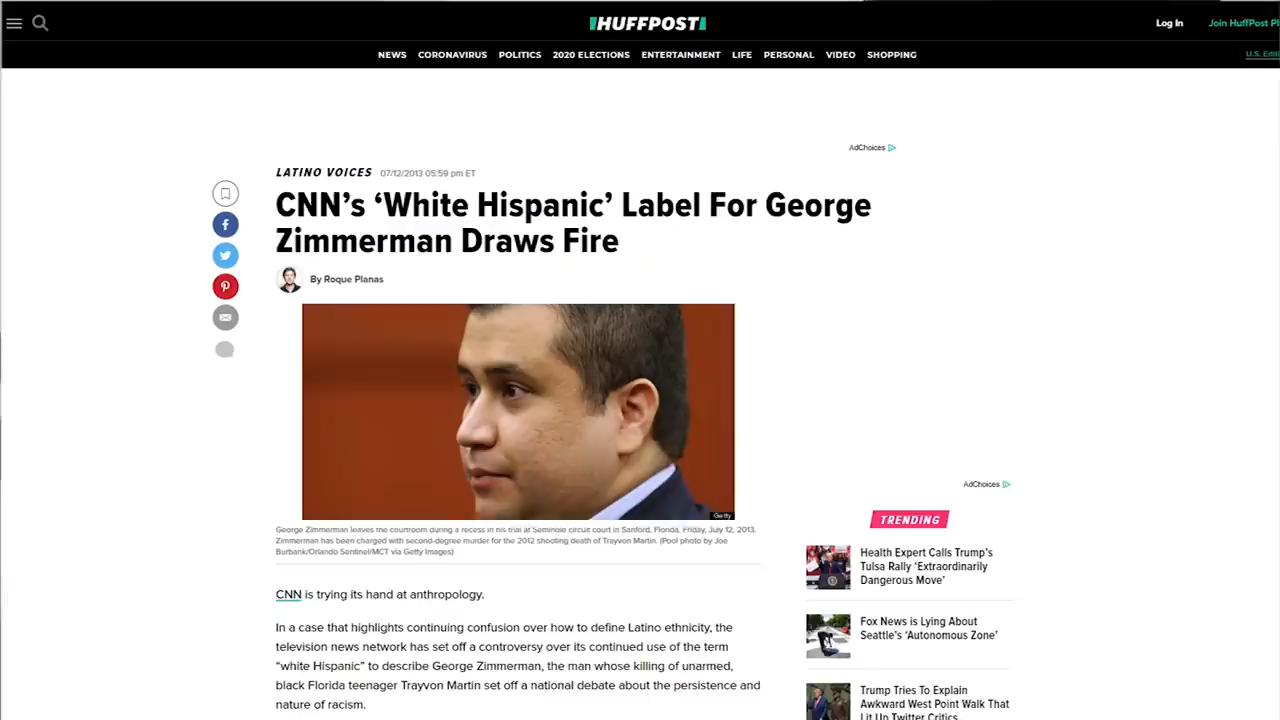 HUFFPOST
Log In
Join HuffPost Pl
NEWS CORONAVIRUS POLITICS 2020 ELECTIONS ENTERTAINMENT LIFE PERSONAL VIDEO SHOPPING
U.S. Edit
AdChoices
LATINO VOICES 07/12/2013 05:59 pm ET
CNN's ‘White Hispanic’ Label For George
Zimmerman Draws Fire
By Roque Planas
Getty
George Zimmerman leaves the courtroom during a recess in his trial at Seminole circuit court in Sanford, Florida, Friday, July 12, 2013.
Zimmerman has been charged with second-degree murder for the 2012 shooting death of Trayvon Martin. (Pool photo by Joe
Burbank/Orlando Sentinel/MCT via Getty Images)
CNN is trying its hand at anthropology.
In a case that highlights continuing confusion over how to define Latino ethnicity, the
television news network has set off a controversy over its continued use of the term
“white Hispanic” to describe George Zimmerman, the man whose killing of unarmed,
black Florida teenager Trayvon Martin set off a national debate about the persistence and
nature of racism.
AdChoices
TRENDING
Health Expert Calls Trump's
Tulsa Rally ‘Extraordinarily
Dangerous Move’
Fox News is Lying About
Seattle's ‘Autonomous Zone’
Trump Tries To Explain
Awkward West Point Walk That
Lit Up Twitter Critics